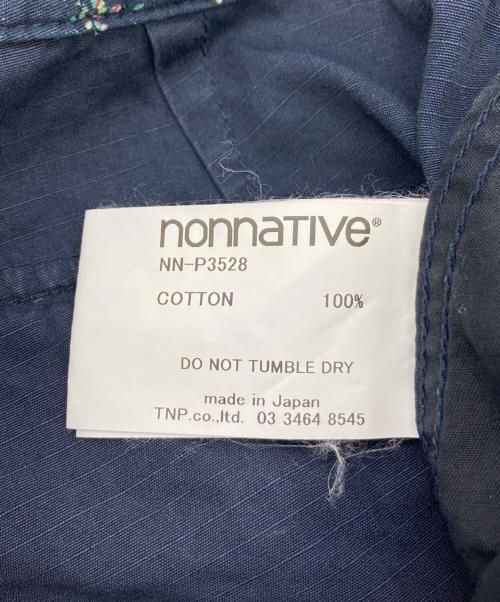 nonnative®
NN-P3528
COTTON 100%
DO NOT TUMBLE DRY
made in Japan
TNP.co.,ltd. 03 3464 8545